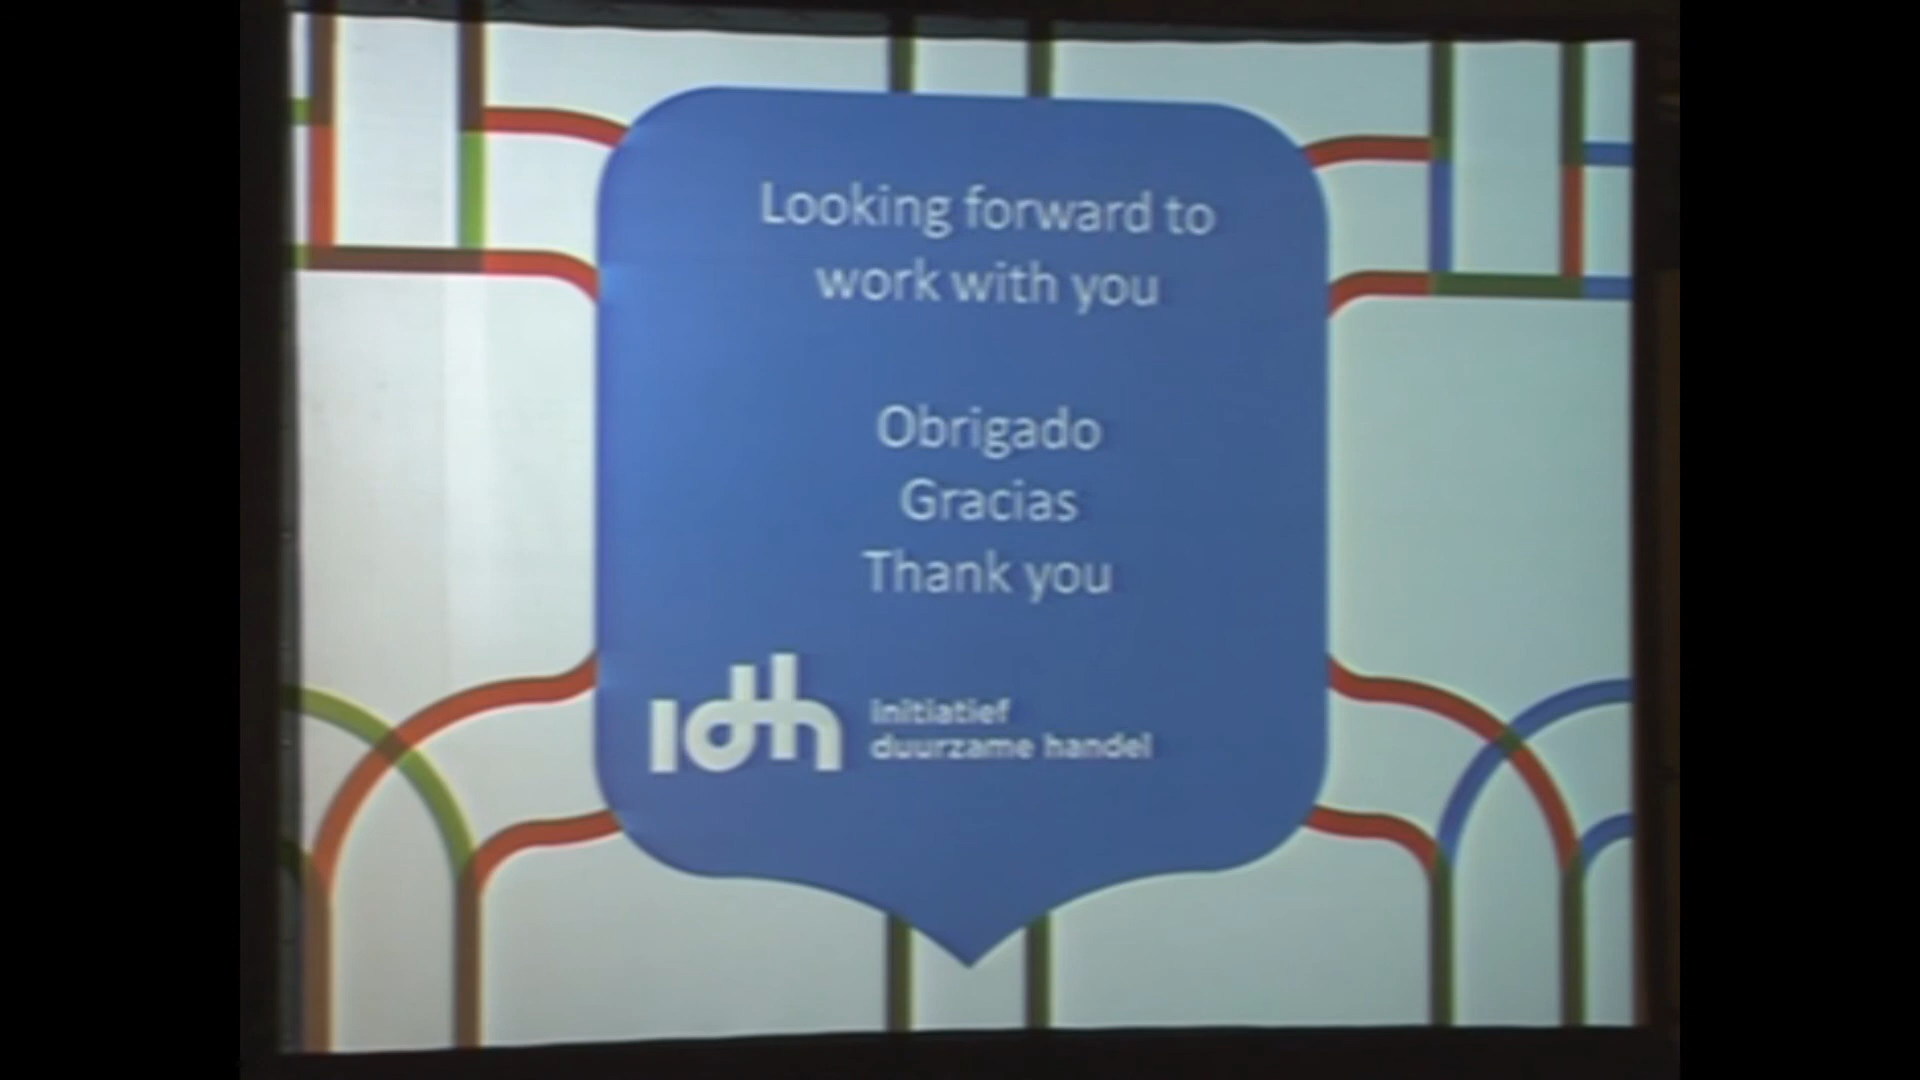 Looking forward to
work with you
Obrigado
Gracias
Thank you
idh
initiatief
duurzame handel